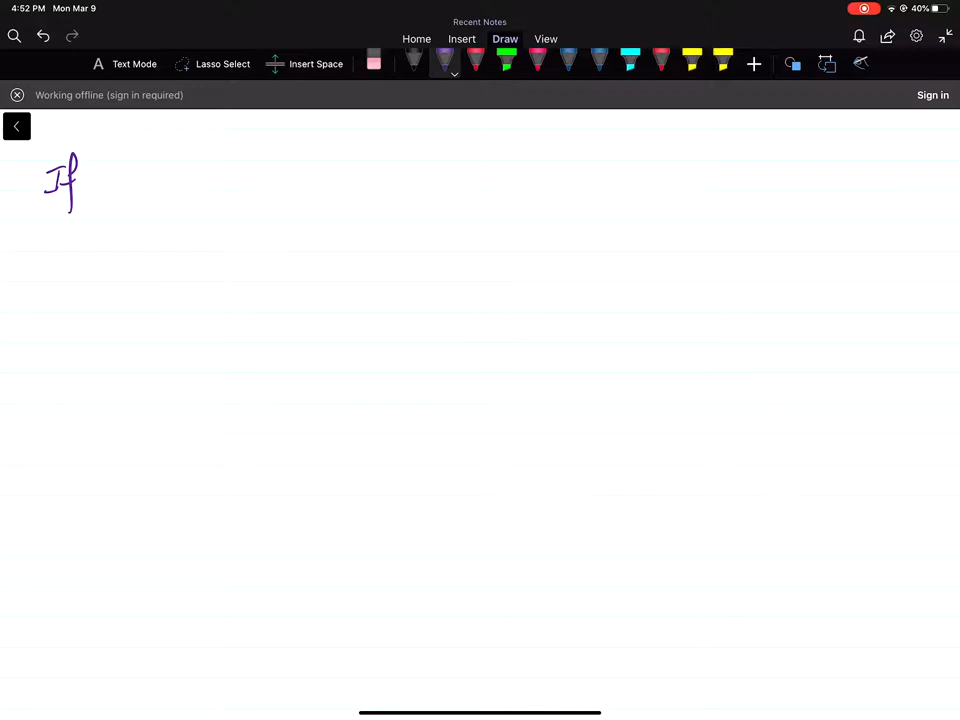 4:52 PM Mon Mar 9
40%
Recent Notes
Home Insert Draw View
A Text Mode Lasso Select Insert Space
Working offline (sign in required) Sign in
If